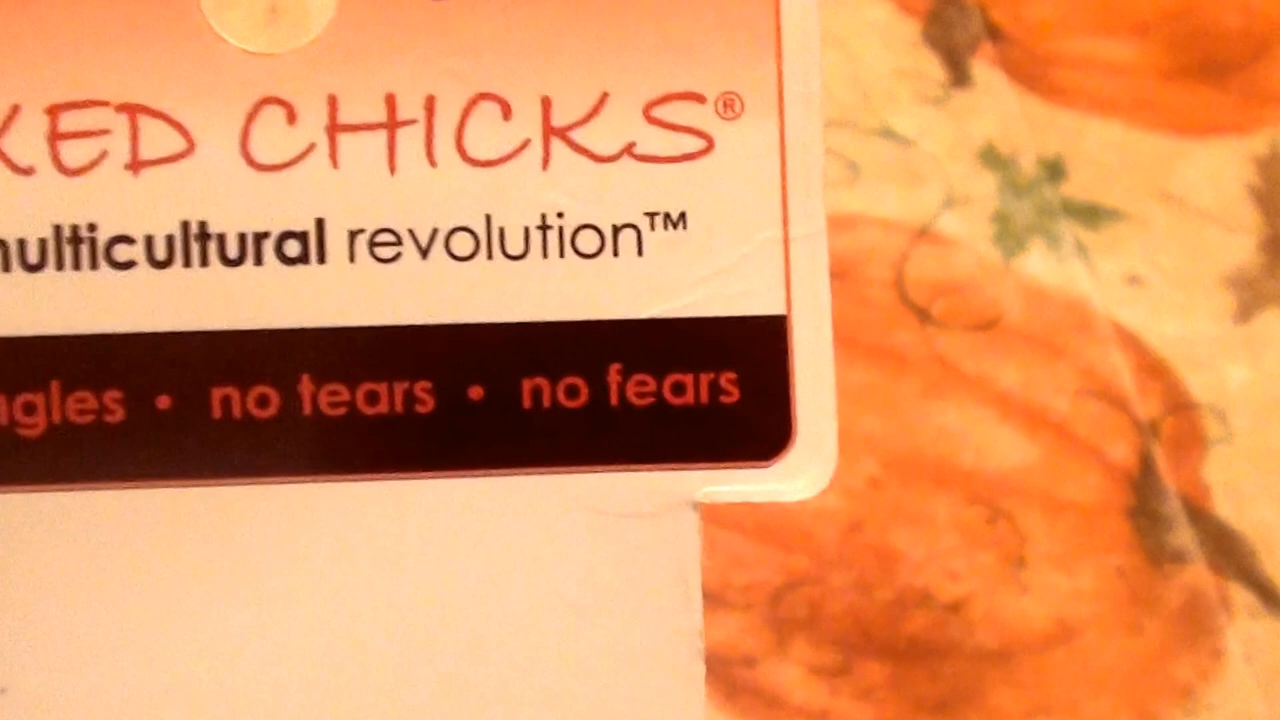 KED CHICKS®
multicultural revolution™
ngles • no tears • no fears